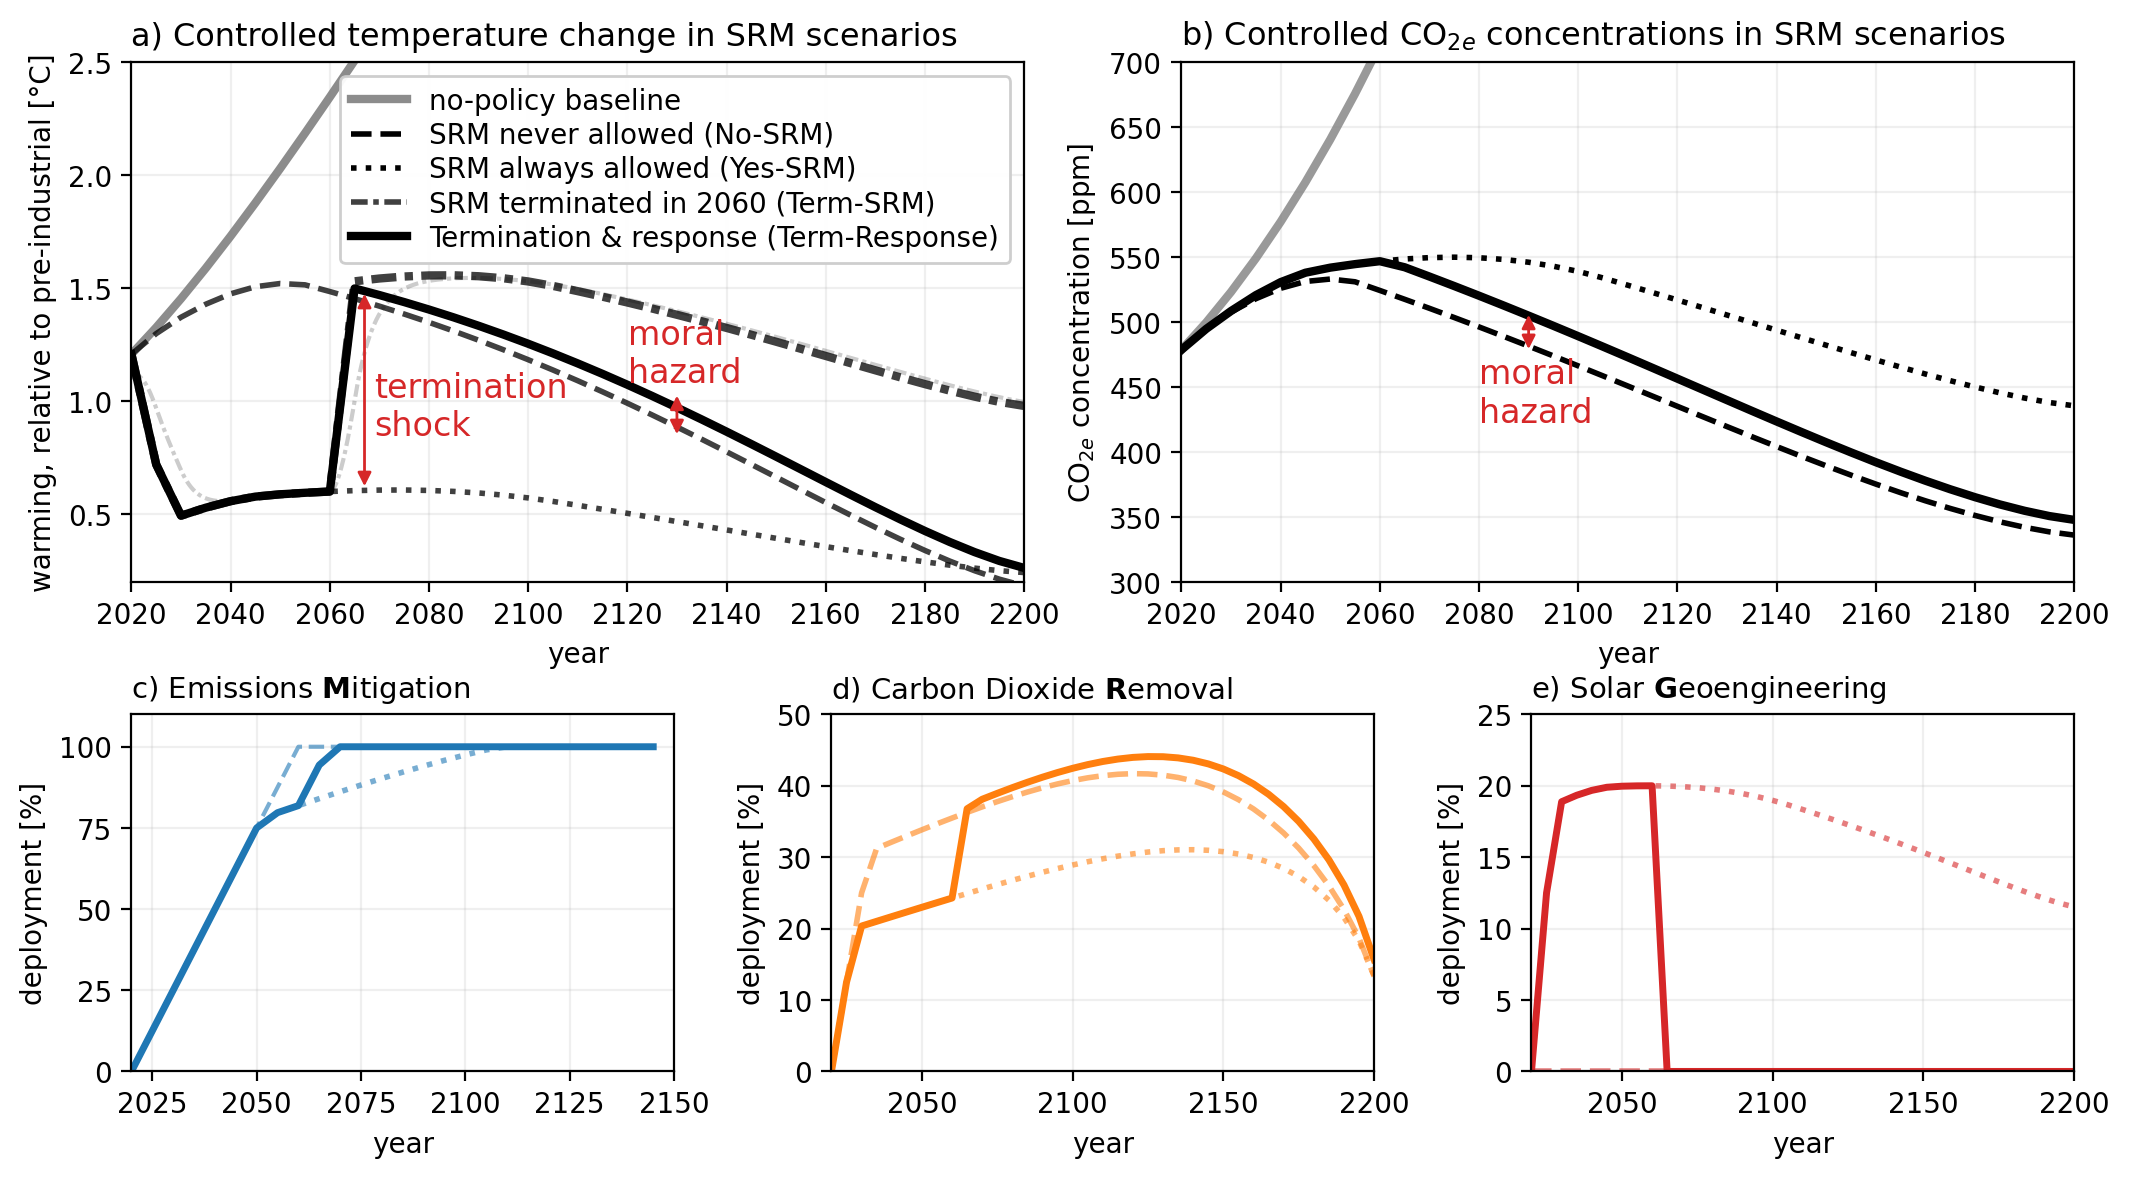 a) Controlled temperature change in SRM scenarios
warming, relative to pre-industrial [°C]
2.5
2.0
1.5
1.0
0.5
no-policy baseline
SRM never allowed (No-SRM)
SRM always allowed (Yes-SRM)
SRM terminated in 2060 (Term-SRM)
Termination & response (Term-Response)
termination
shock
moral
hazard
2020 2040 2060 2080 2100 2120 2140 2160 2180 2200
year
b) Controlled CO2e concentrations in SRM scenarios
CO2e concentration [ppm]
700
650
600
550
500
450
400
350
300
moral
hazard
2020 2040 2060 2080 2100 2120 2140 2160 2180 2200
year
c) Emissions Mitigation
deployment [%]
100
75
50
25
0
2025 2050 2075 2100 2125 2150
year
d) Carbon Dioxide Removal
deployment [%]
50
40
30
20
10
0
2050 2100 2150 2200
year
e) Solar Geoengineering
deployment [%]
25
20
15
10
5
0
2050 2100 2150 2200
year